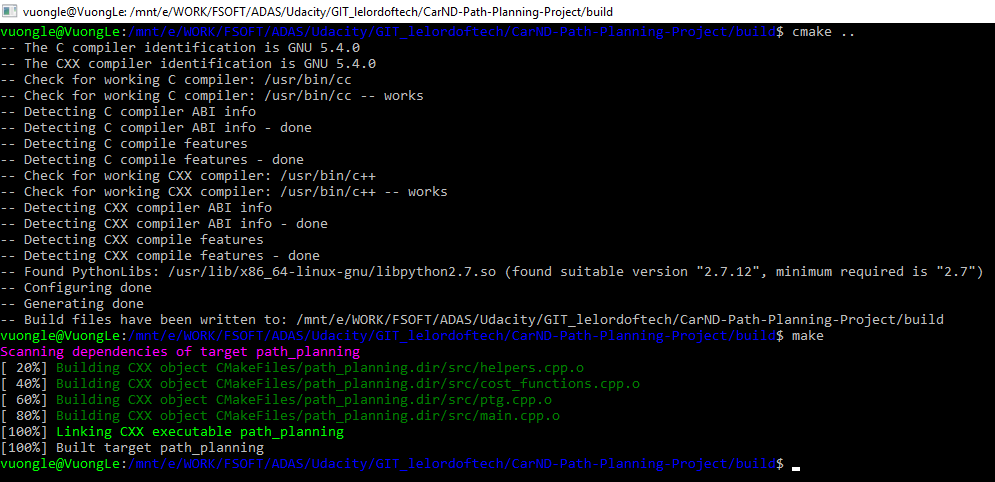 vuongle@VuongLe: /mnt/e/WORK/FSOFT/ADAS/Udacity/GIT_lelordoftech/CarND-Path-Planning-Project/build
vuongle@VuongLe:/mnt/e/WORK/FSOFT/ADAS/Udacity/GIT_lelordoftech/CarND-Path-Planning-Project/build$ cmake ..
-- The C compiler identification is GNU 5.4.0
-- The CXX compiler identification is GNU 5.4.0
-- Check for working C compiler: /usr/bin/cc
-- Check for working C compiler: /usr/bin/cc -- works
-- Detecting C compiler ABI info
-- Detecting C compiler ABI info - done
-- Detecting C compile features
-- Detecting C compile features - done
-- Check for working CXX compiler: /usr/bin/c++
-- Check for working CXX compiler: /usr/bin/c++ -- works
-- Detecting CXX compiler ABI info
-- Detecting CXX compiler ABI info - done
-- Detecting CXX compile features
-- Detecting CXX compile features - done
-- Found PythonLibs: /usr/lib/x86_64-linux-gnu/libpython2.7.so (found suitable version "2.7.12", minimum required is "2.7")
-- Configuring done
-- Generating done
-- Build files have been written to: /mnt/e/WORK/FSOFT/ADAS/Udacity/GIT_lelordoftech/CarND-Path-Planning-Project/build
vuongle@VuongLe:/mnt/e/WORK/FSOFT/ADAS/Udacity/GIT_lelordoftech/CarND-Path-Planning-Project/build$ make
Scanning dependencies of target path_planning
[ 20%] Building CXX object CMakeFiles/path_planning.dir/src/helpers.cpp.o
[ 40%] Building CXX object CMakeFiles/path_planning.dir/src/cost_functions.cpp.o
[ 60%] Building CXX object CMakeFiles/path_planning.dir/src/ptg.cpp.o
[ 80%] Building CXX object CMakeFiles/path_planning.dir/src/main.cpp.o
[100%] Linking CXX executable path_planning
[100%] Built target path_planning
vuongle@VuongLe:/mnt/e/WORK/FSOFT/ADAS/Udacity/GIT_lelordoftech/CarND-Path-Planning-Project/build$